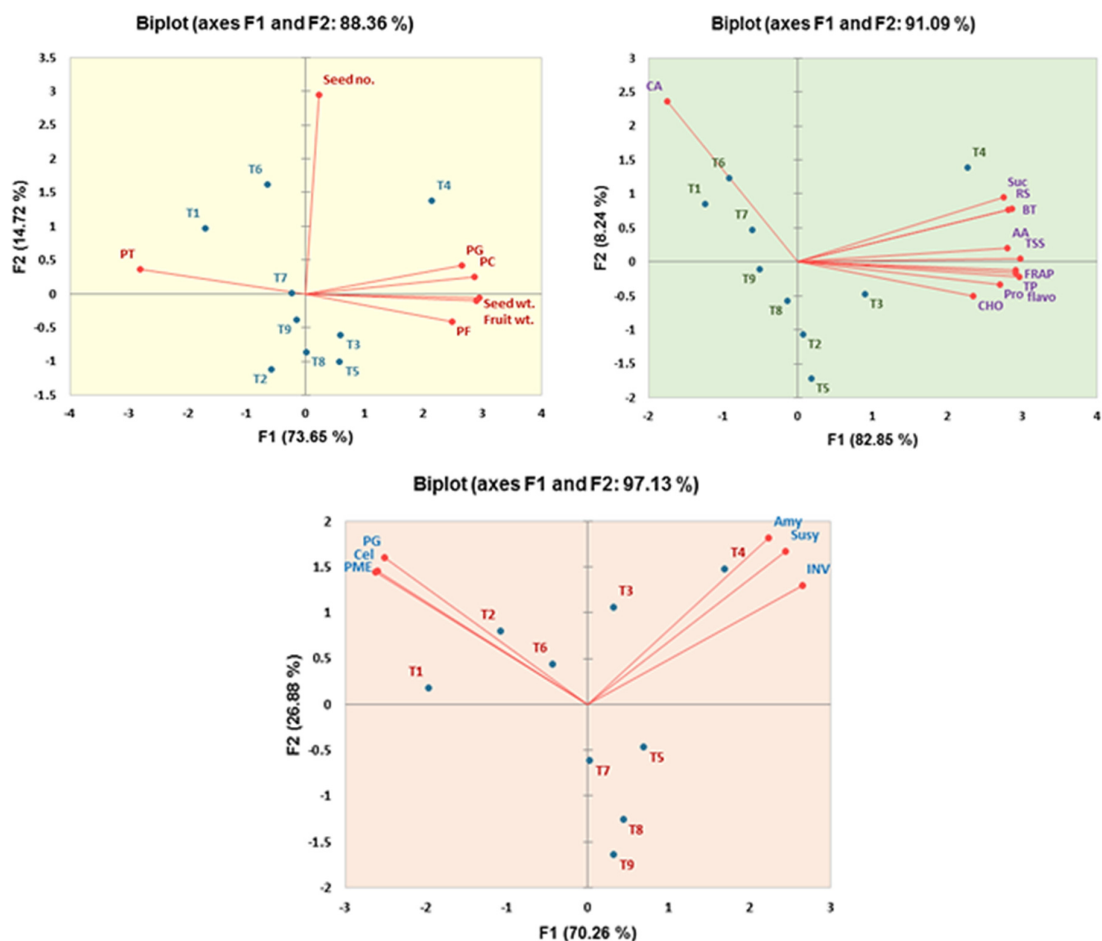 Biplot (axes F1 and F2: 88.36 %)
3.5
3
2.5
2
1.5
1
0.5
0
-0.5
-1
-1.5
F2 (14.72 %)
Seed no.
T6
T4
T1
PG
PC
PT
T7
Seed wt.
Fruit wt.
T9
PF
T3
T8
T5
T2
-4 -3 -2 -1 0 1 2 3 4
F1 (73.65 %)
Biplot (axes F1 and F2: 91.09 %)
3
2.5
2
1.5
1
0.5
0
-0.5
-1
-1.5
-2
F2 (8.24 %)
CA
T6
T4
T1
Suc
RS
BT
T7
AA
TSS
T9
FRAP
TP
Pro
flavo
CHO
T8
T3
T2
T5
-2 -1 0 1 2 3 4
F1 (82.85 %)
Biplot (axes F1 and F2: 97.13 %)
2
1.5
1
0.5
0
-0.5
-1
-1.5
-2
F2 (26.88 %)
Amy
Susy
PG
Cel
PME
T4
INV
T3
T2
T6
T1
T5
T7
T8
T9
-3 -2 -1 0 1 2 3
F1 (70.26 %)